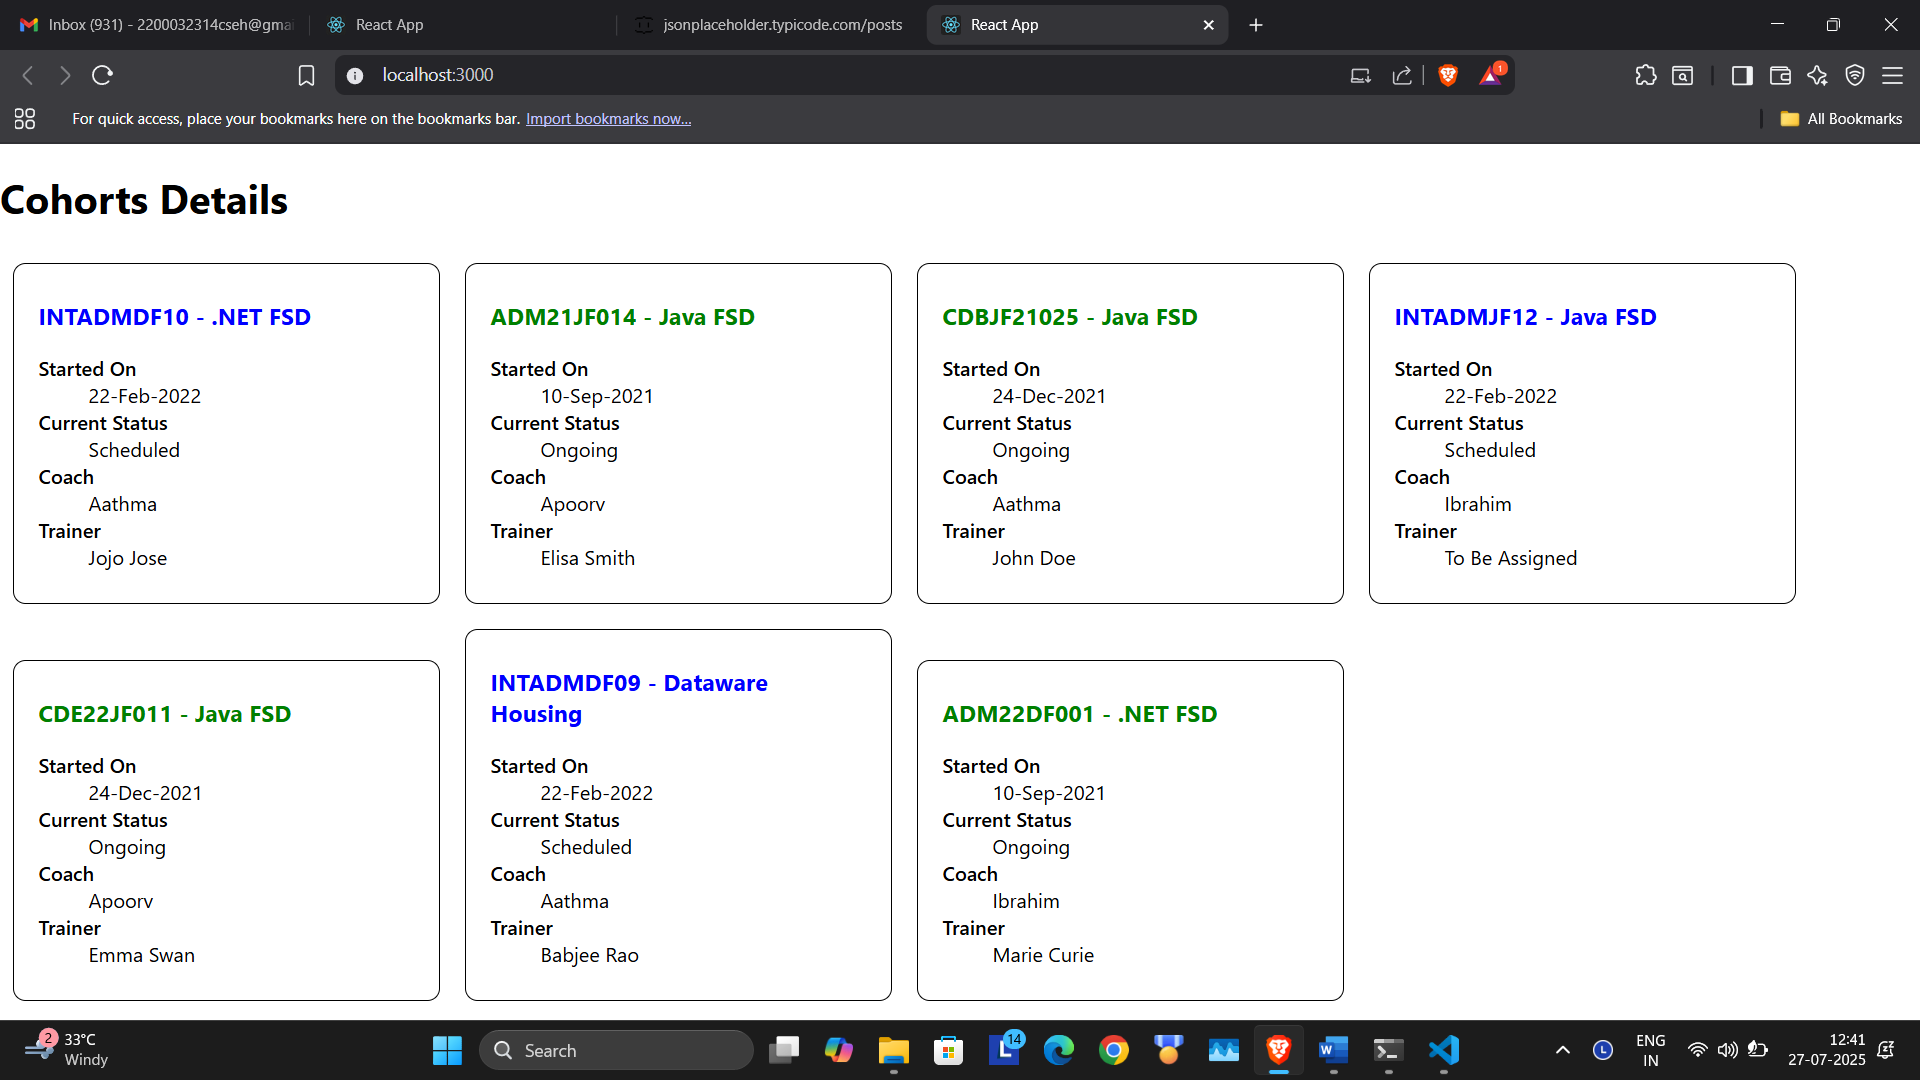 Inbox (931) - 2200032314cseh@gmai
React App
jsonplaceholder.typicode.com/posts
React App
localhost:3000
1
For quick access, place your bookmarks here on the bookmarks bar. Import bookmarks now...
All Bookmarks
Cohorts Details
INTADMDF10 - .NET FSD
Started On
22-Feb-2022
Current Status
Scheduled
Coach
Aathma
Trainer
Jojo Jose
ADM21JF014 - Java FSD
Started On
10-Sep-2021
Current Status
Ongoing
Coach
Apoorv
Trainer
Elisa Smith
CDBJF21025 - Java FSD
Started On
24-Dec-2021
Current Status
Ongoing
Coach
Aathma
Trainer
John Doe
INTADMJF12 - Java FSD
Started On
22-Feb-2022
Current Status
Scheduled
Coach
Ibrahim
Trainer
To Be Assigned
CDE22JF011 - Java FSD
Started On
24-Dec-2021
Current Status
Ongoing
Coach
Apoorv
Trainer
Emma Swan
INTADMDF09 - Dataware
Housing
Started On
22-Feb-2022
Current Status
Scheduled
Coach
Aathma
Trainer
Babjee Rao
ADM22DF001 - .NET FSD
Started On
10-Sep-2021
Current Status
Ongoing
Coach
Ibrahim
Trainer
Marie Curie
2
33°C
Windy
Search
L
14
W
L
ENG
IN
12:41
27-07-2025